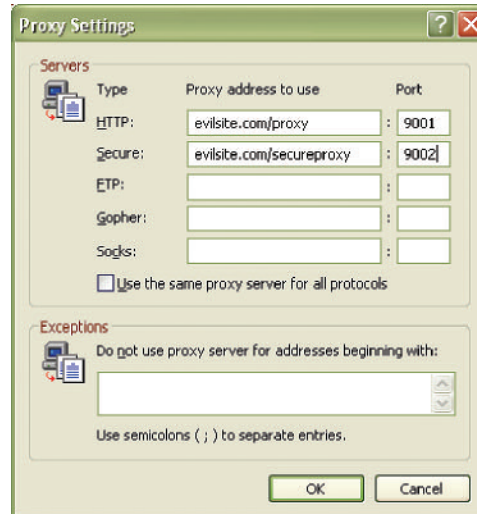 Proxy Settings
Servers
Type Proxy address to use Port
HTTP: evilsite.com/proxy : 9001
Secure: evilsite.com/secureproxy : 9002
FTP: :
Gopher: :
Socks: :
Use the same proxy server for all protocols
Exceptions
Do not use proxy server for addresses beginning with:
Use semicolons ( ; ) to separate entries.
OK Cancel